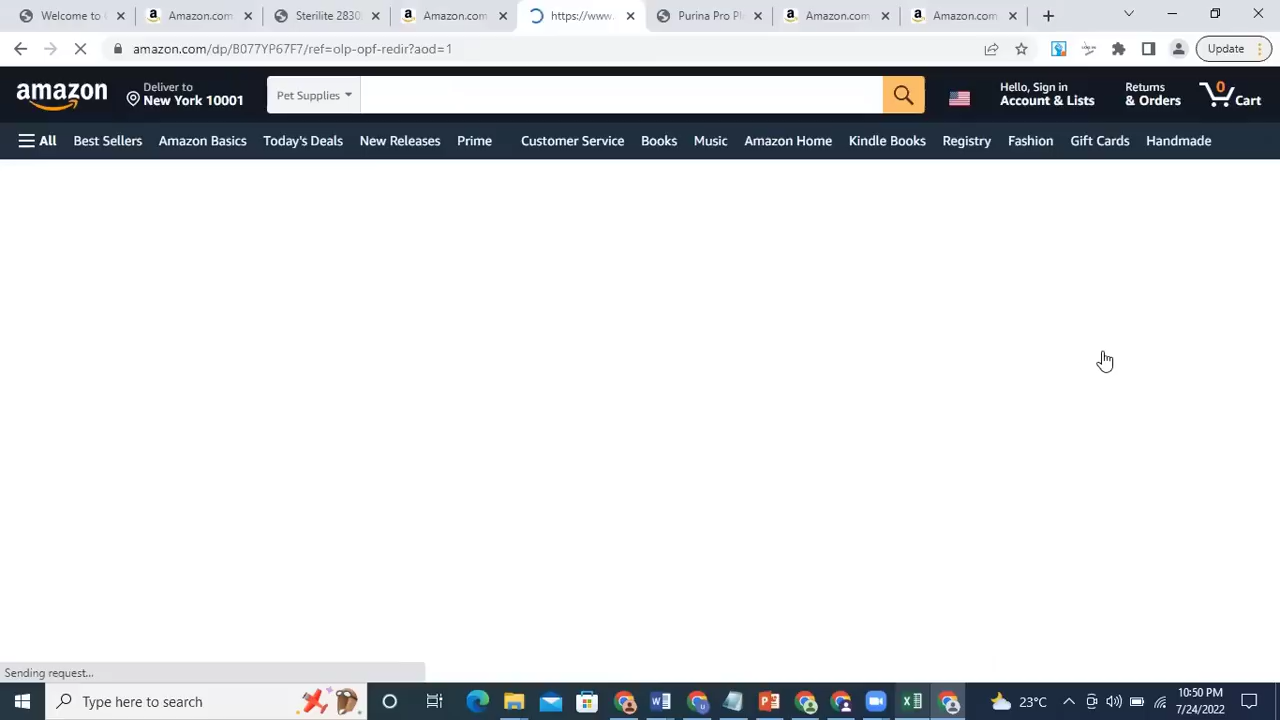 Welcome to
Amazon.com
Sterilite 2830
Amazon.com
https://www.
Purina Pro Pl
Amazon.com
Amazon.com
amazon.com/dp/B077YP67F7/ref=olp-opf-redir?aod=1
Update
amazon
Deliver to
New York 10001
Pet Supplies
Hello, Sign in
Account & Lists
Returns
& Orders
0
Cart
All
Best Sellers
Amazon Basics
Today's Deals
New Releases
Prime
Customer Service
Books
Music
Amazon Home
Kindle Books
Registry
Fashion
Gift Cards
Handmade
Sending request...
Type here to search
23°C
10:50 PM
7/24/2022